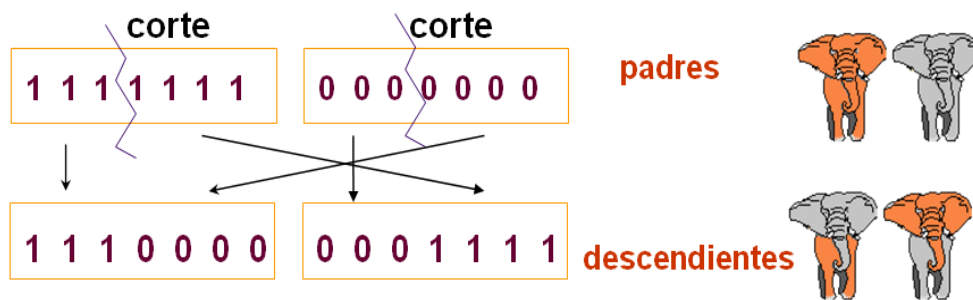 corte corte
1 1 1 1 1 1 1 0 0 0 0 0 0 0 padres
1 1 1 0 0 0 0 0 0 0 1 1 1 1 descendientes